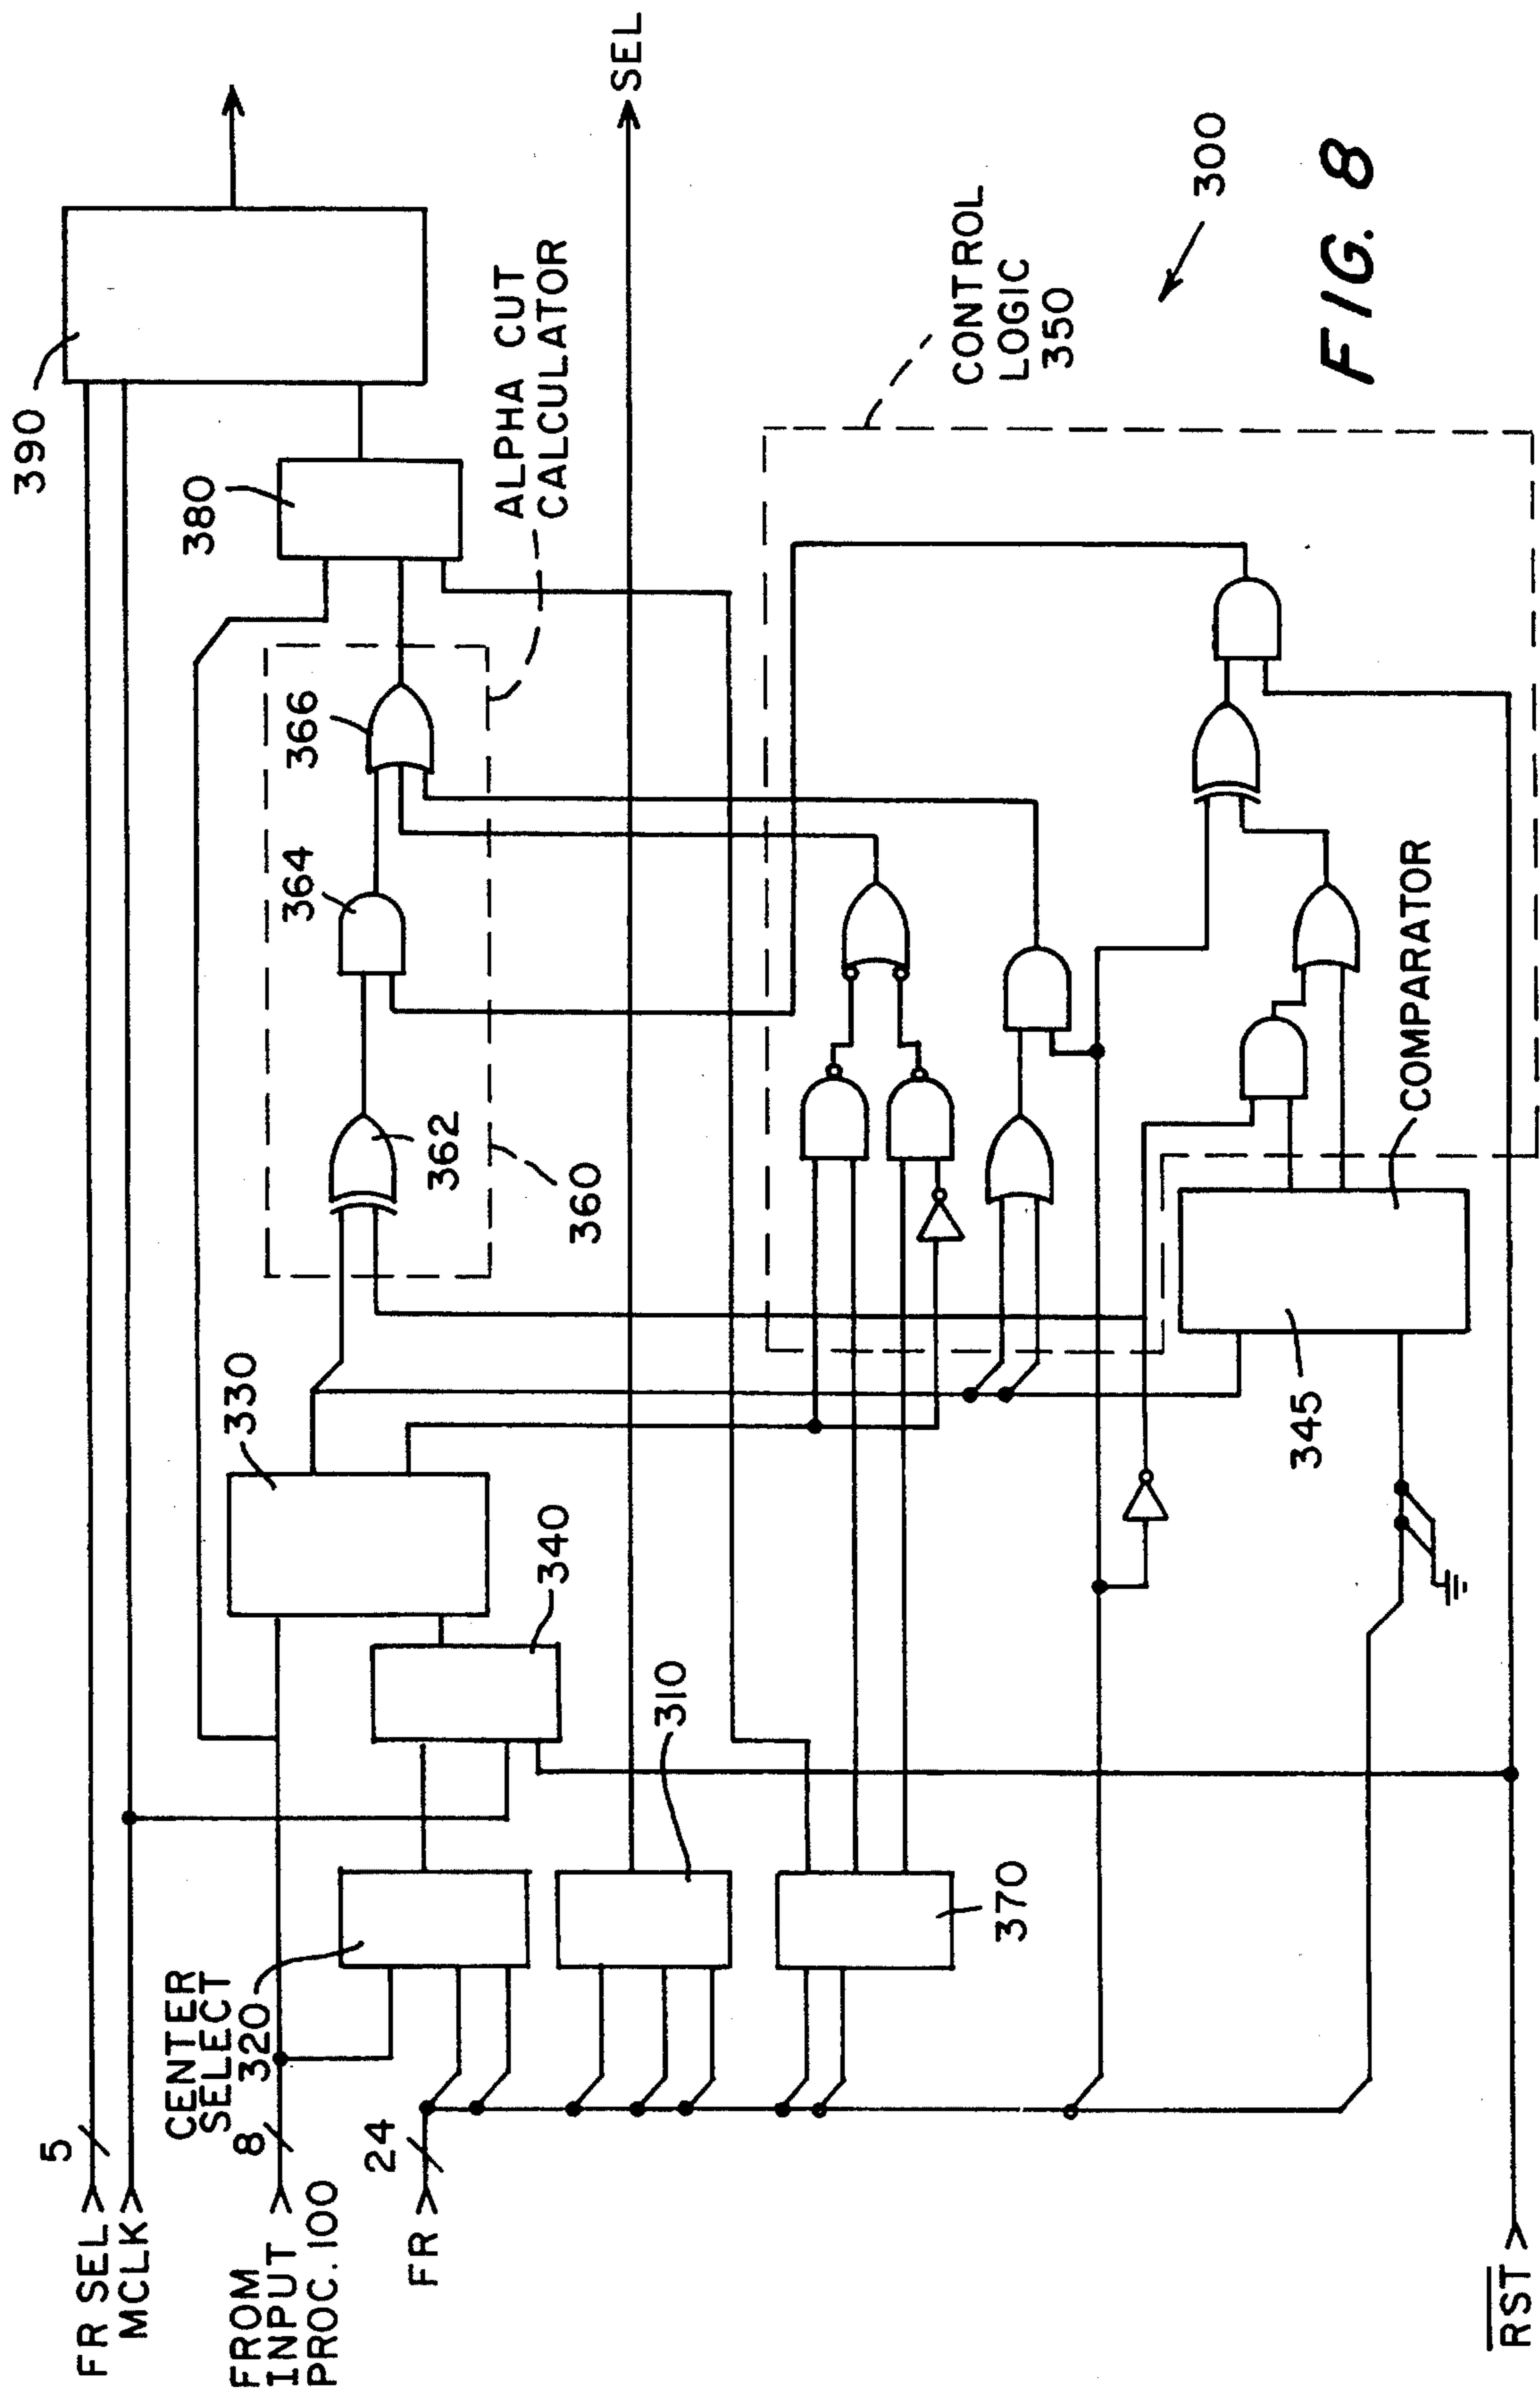 FR SEL
5
MCLK
FROM
INPUT
PROC. 100
8
CENTER
SELECT
320
FR
24
RST
330
340
310
370
345
COMPARATOR
360
362
364
366
ALPHA CUT
CALCULATOR
380
390
SEL
CONTROL
LOGIC
350
300
FIG. 8